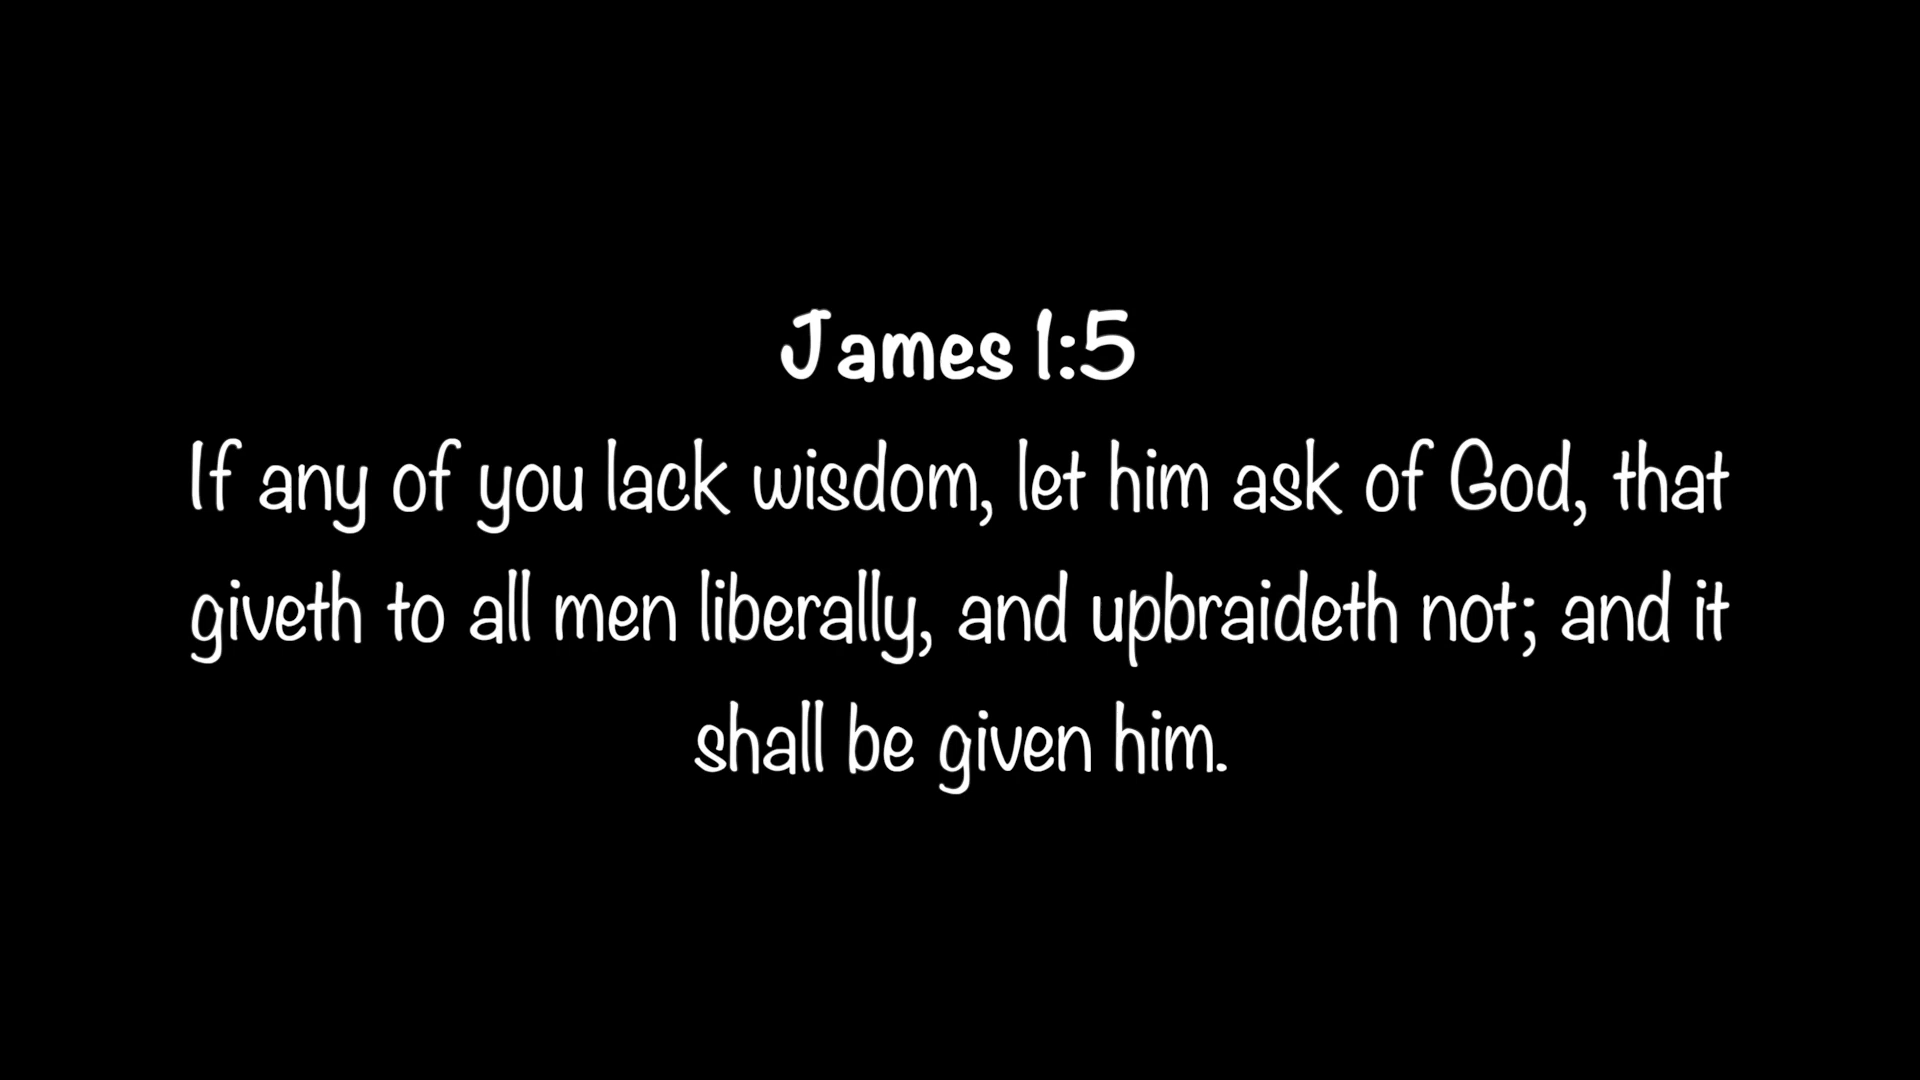 James 1:5
If any of you lack wisdom, let him ask of God, that
giveth to all men liberally, and upbraideth not; and it
shall be given him.